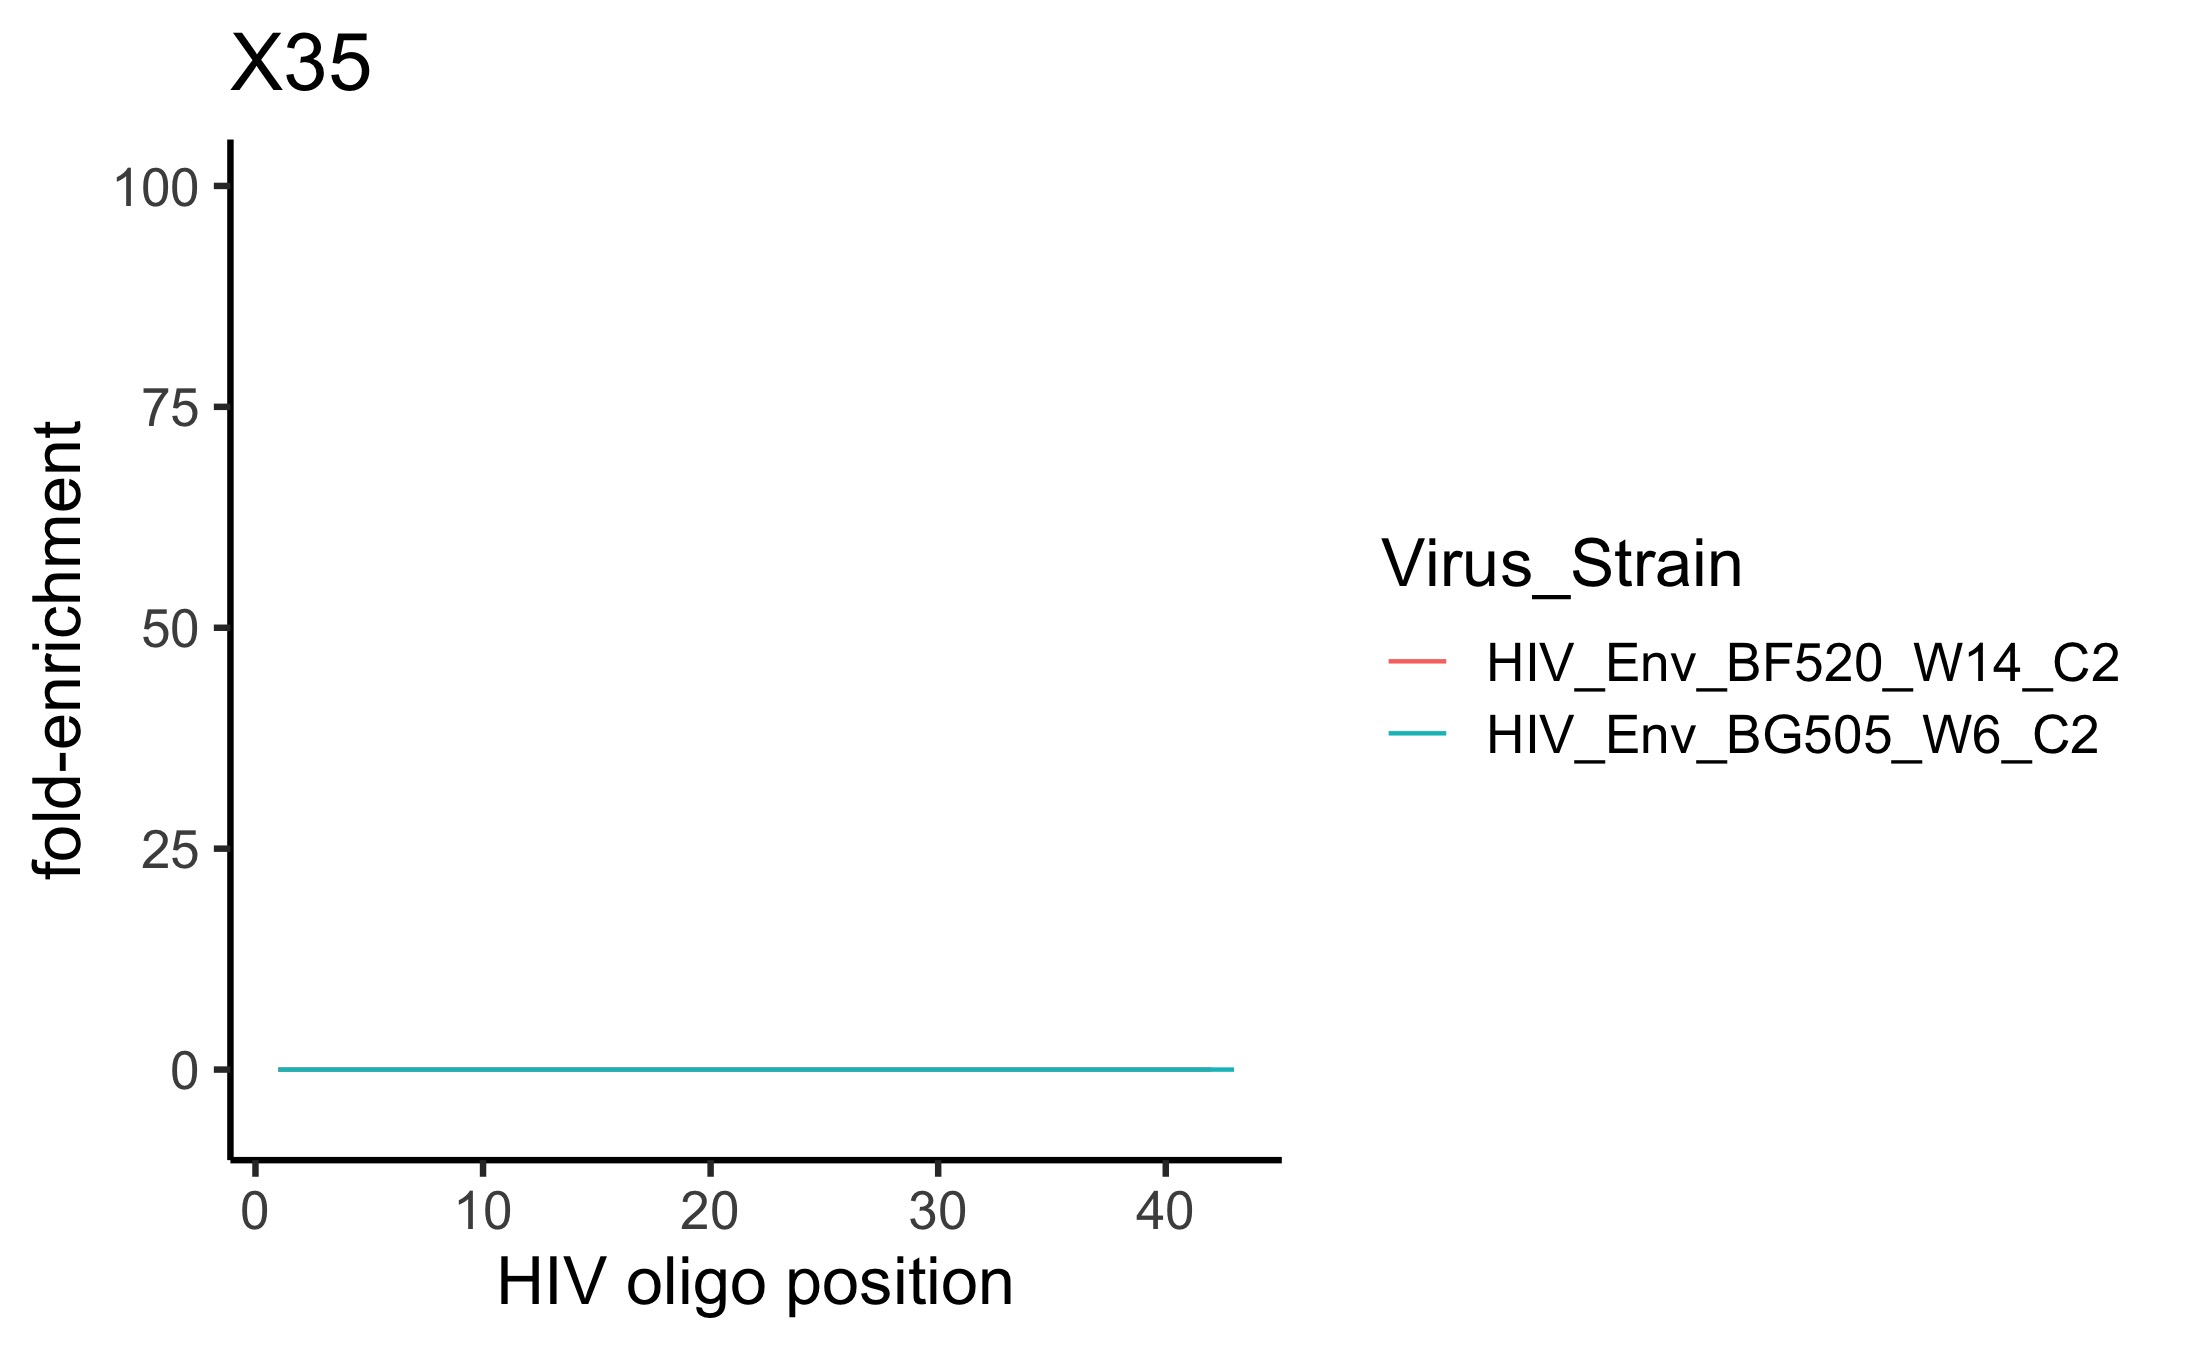 X35
100
75
50
25
0
fold-enrichment
0 10 20 30 40
HIV oligo position
Virus_Strain
HIV_Env_BF520_W14_C2
HIV_Env_BG505_W6_C2